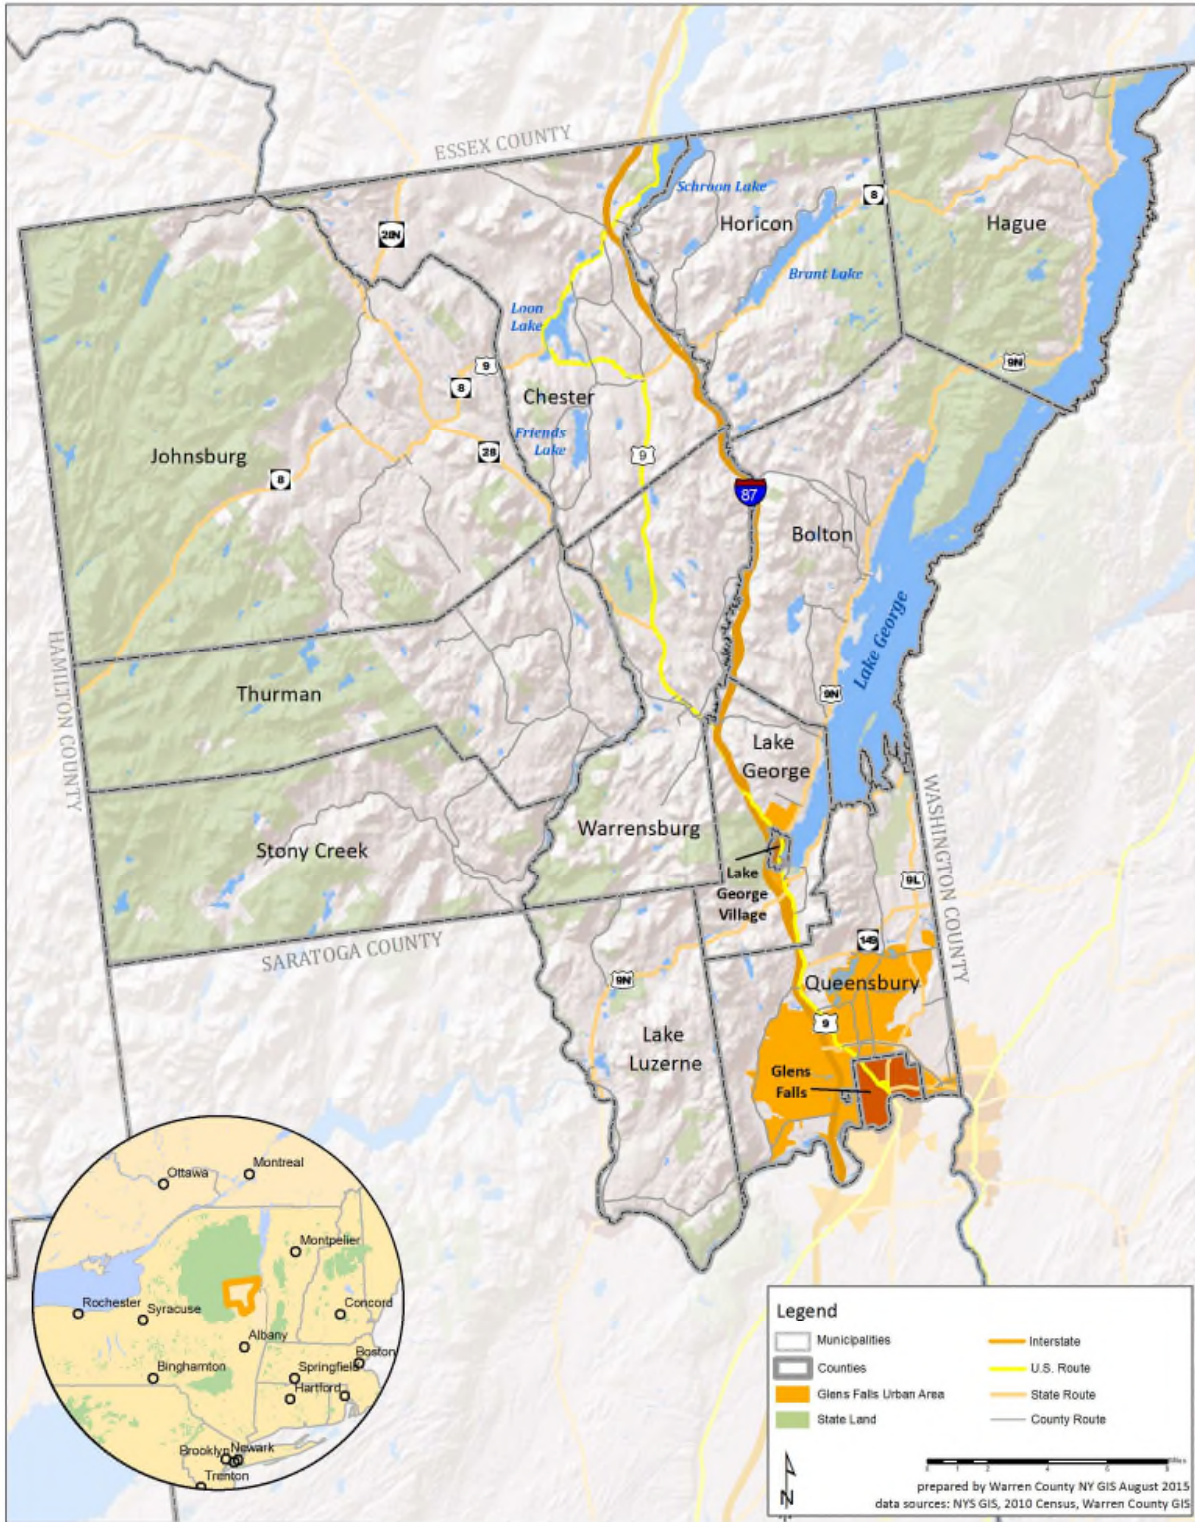 ESSEX COUNTY
Schroon Lake
8
28N
Horicon
Hague
Brant Lake
Loon
Lake
9
9N
8
Chester
Friends
Lake
28
9
Johnsburg
8
87
Bolton
Lake George
HAMILTON COUNTY
Thurman
9N
Lake
George
WASHINGTON COUNTY
Warrensburg
Stony Creek
Lake
George
Village
9L
SARATOGA COUNTY
149
9N
Queensbury
9
Lake
Luzerne
Glens
Falls
Ottawa
Montreal
Montpelier
Rochester
Syracuse
Concord
Albany
Boston
Binghamton
Springfield
Hartford
Brooklyn
Newark
Trenton
Legend
Municipalities
Interstate
Counties
U.S. Route
Glens Falls Urban Area
State Route
State Land
County Route
N
prepared by Warren County NY GIS August 2015
data sources: NYS GIS, 2010 Census, Warren County GIS